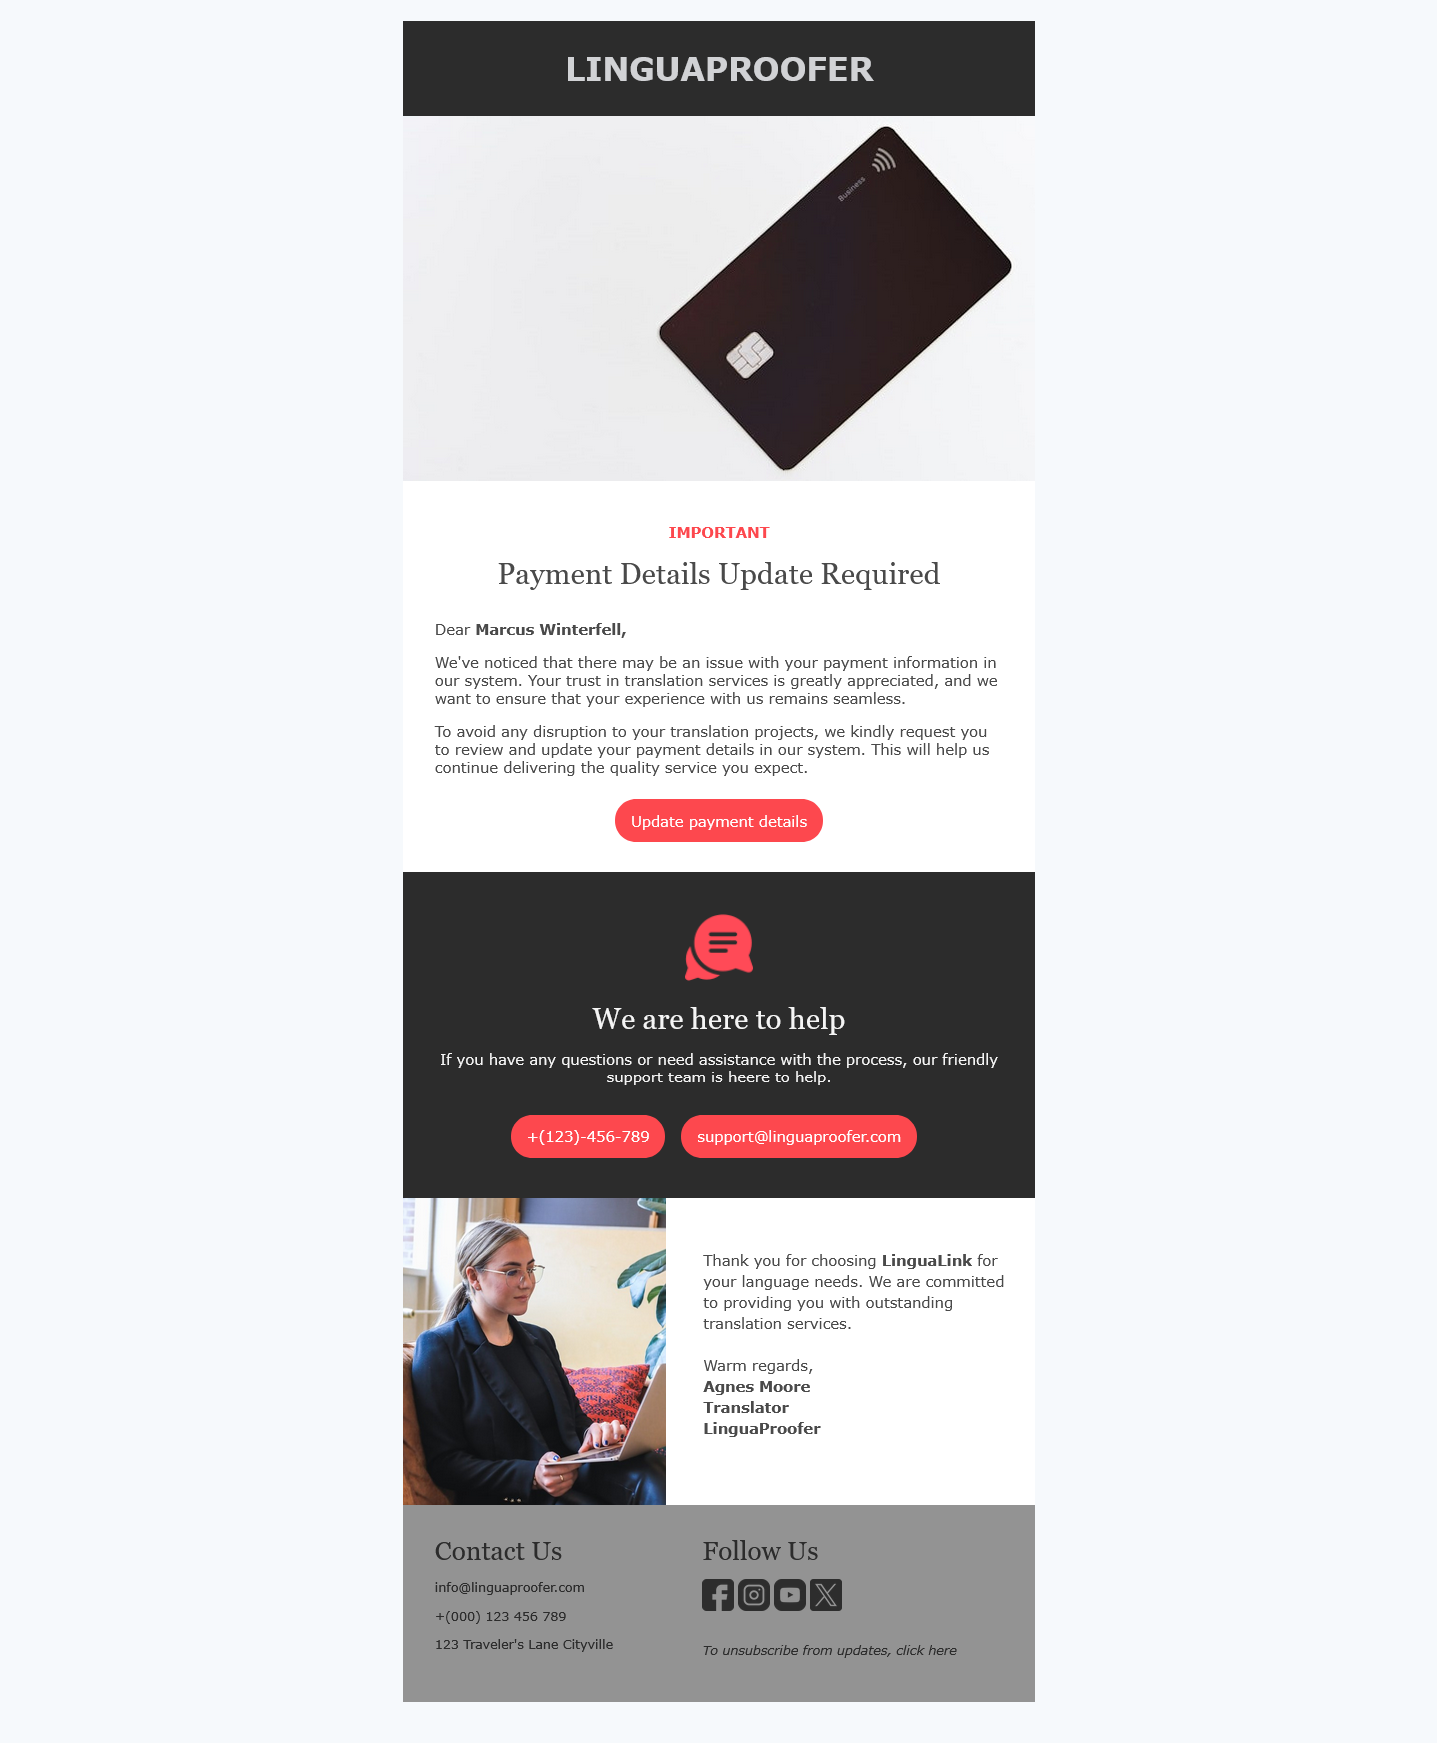 LINGUAPROOFER
Business
IMPORTANT
Payment Details Update Required
Dear Marcus Winterfell,
We've noticed that there may be an issue with your payment information in
our system. Your trust in translation services is greatly appreciated, and we
want to ensure that your experience with us remains seamless.
To avoid any disruption to your translation projects, we kindly request you
to review and update your payment details in our system. This will help us
continue delivering the quality service you expect.
Update payment details
We are here to help
If you have any questions or need assistance with the process, our friendly
support team is heere to help.
+(123)-456-789
support@linguaproofer.com
Thank you for choosing LinguaLink for
your language needs. We are committed
to providing you with outstanding
translation services.
Warm regards,
Agnes Moore
Translator
LinguaProofer
Contact Us
info@linguaproofer.com
+(000) 123 456 789
123 Traveler's Lane Cityville
Follow Us
To unsubscribe from updates, click here